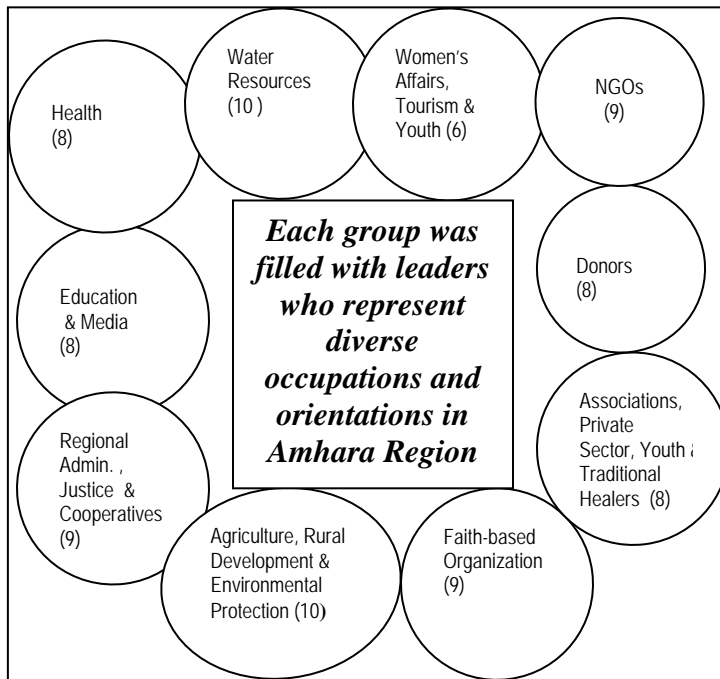 Health
(8)
Water
Resources
(10 )
Women's
Affairs,
Tourism &
Youth (6)
NGOs
(9)
Donors
(8)
Associations,
Private
Sector, Youth &
Traditional
Healers (8)
Faith-based
Organization
(9)
Agriculture, Rural
Development &
Environmental
Protection (10)
Regional
Admin. ,
Justice &
Cooperatives
(9)
Education
& Media
(8)
Each group was
filled with leaders
who represent
diverse
occupations and
orientations in
Amhara Region